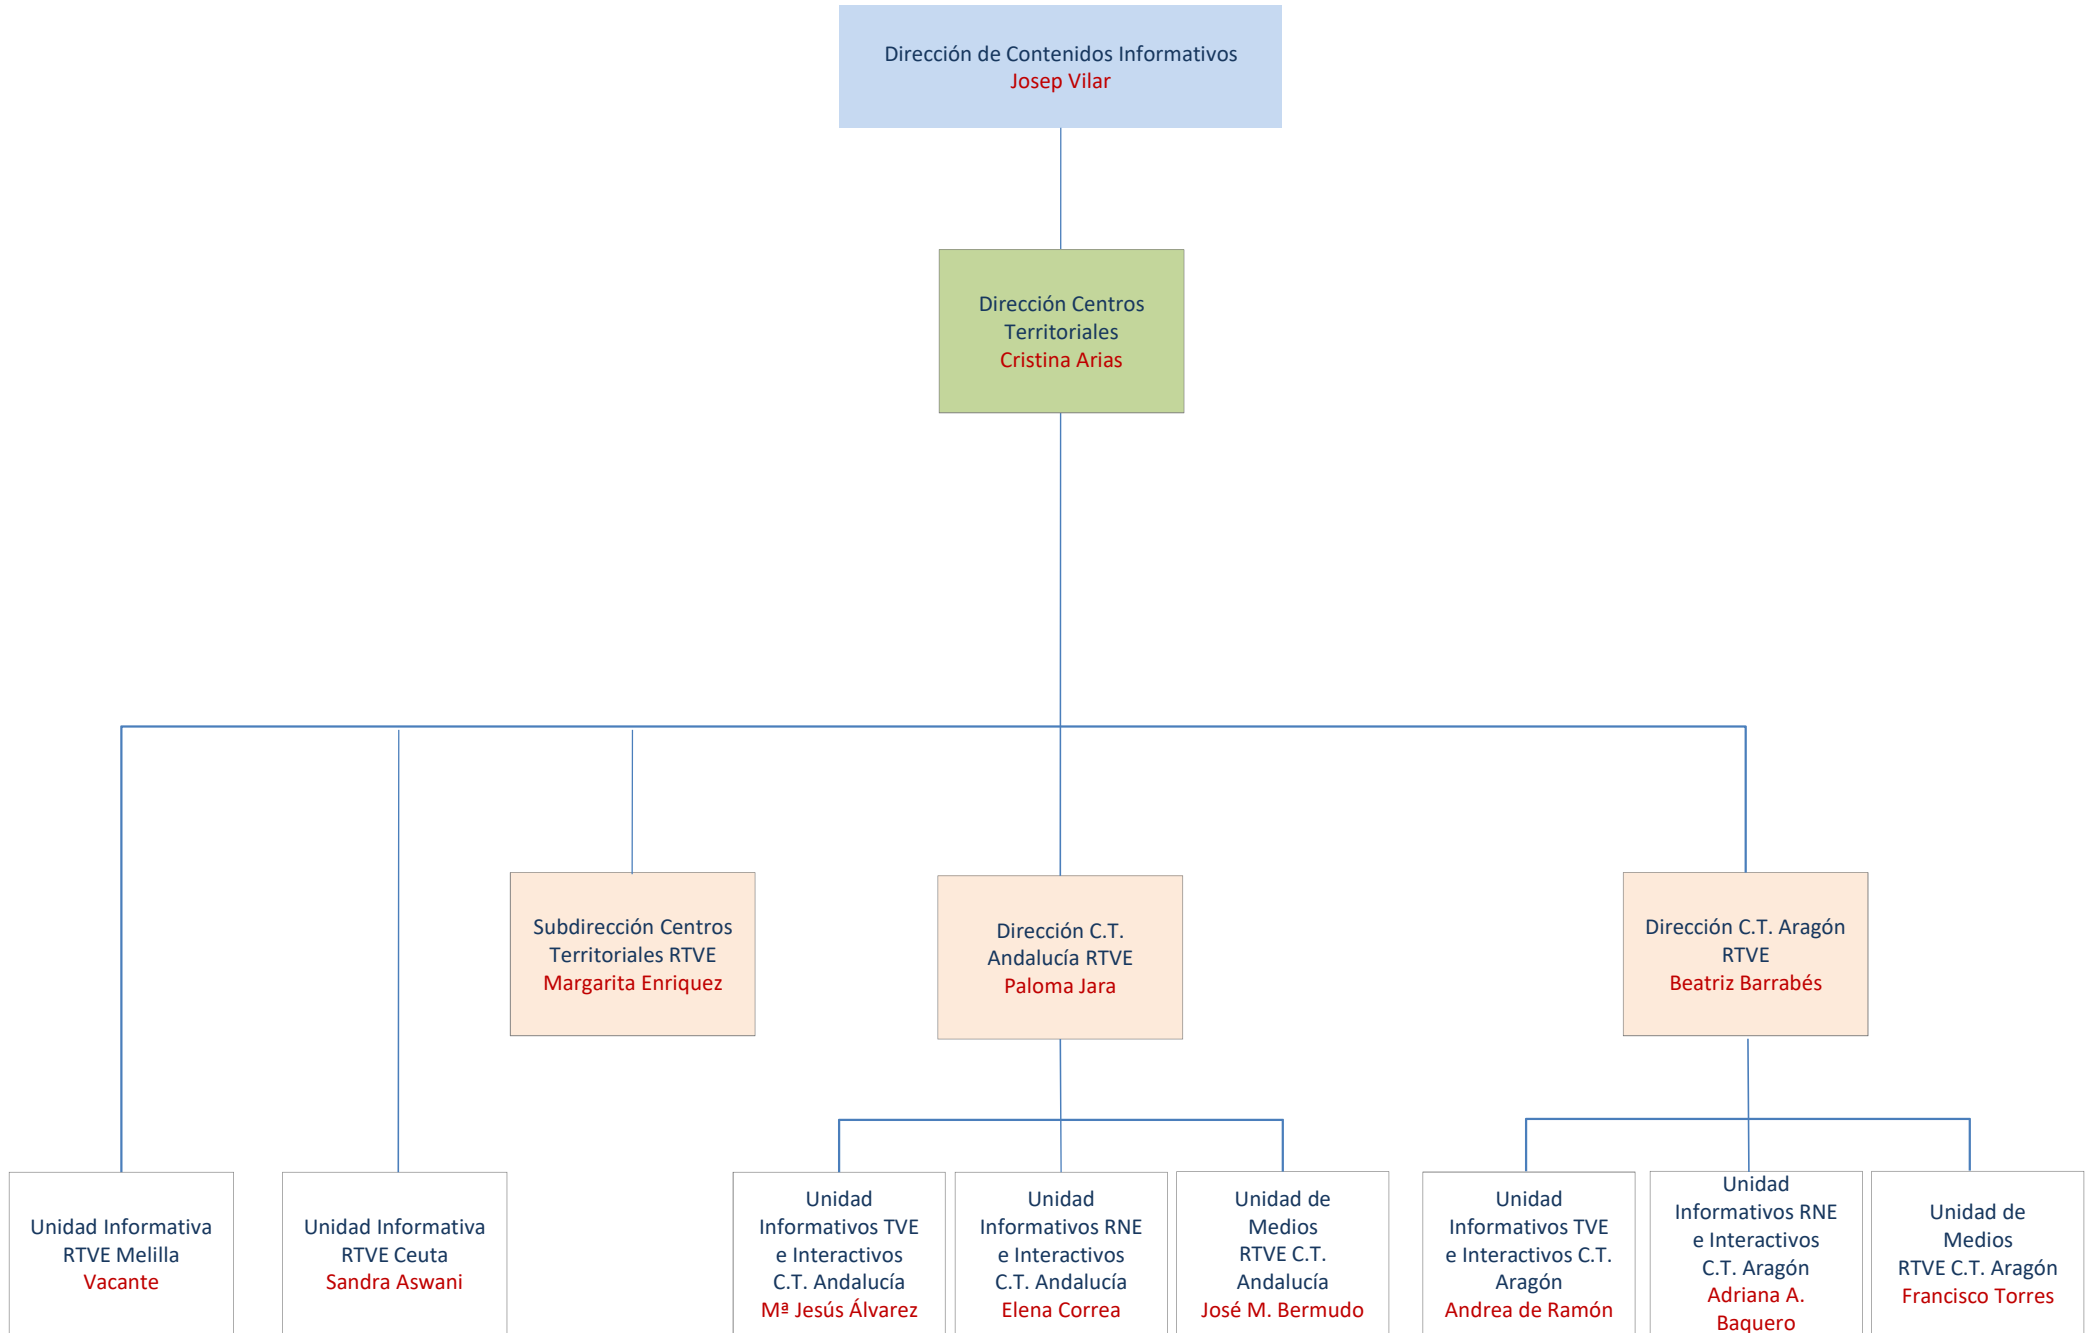 Dirección de Contenidos Informativos
Josep Vilar
Dirección Centros
Territoriales
Cristina Arias
Subdirección Centros
Territoriales RTVE
Margarita Enriquez
Dirección C.T.
Andalucía RTVE
Paloma Jara
Dirección C.T. Aragón
RTVE
Beatriz Barrabés
Unidad Informativa
RTVE Melilla
Vacante
Unidad Informativa
RTVE Ceuta
Sandra Aswani
Unidad
Informativos TVE
e Interactivos
C.T. Andalucía
Mª Jesús Álvarez
Unidad
Informativos RNE
e Interactivos
C.T. Andalucía
Elena Correa
Unidad de
Medios
RTVE C.T.
Andalucía
José M. Bermudo
Unidad
Informativos TVE
e Interactivos C.T.
Aragón
Andrea de Ramón
Unidad
Informativos RNE
e Interactivos
C.T. Aragón
Adriana A.
Baquero
Unidad de
Medios
RTVE C.T. Aragón
Francisco Torres